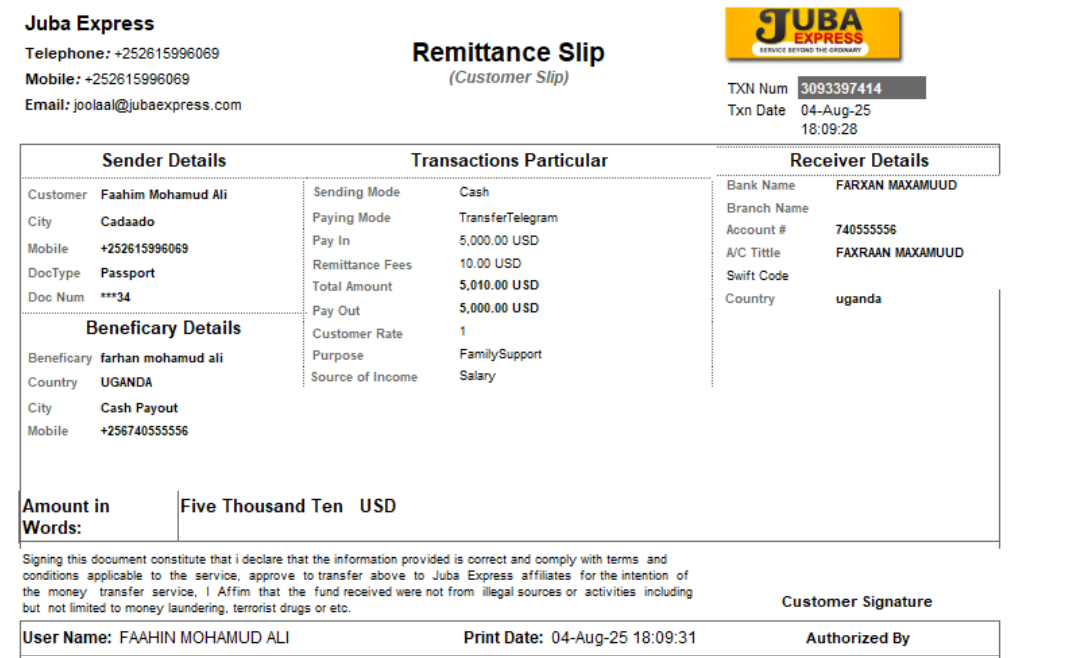 Juba Express
Telephone: +252615996069
Mobile: +252615996069
Email: joolaal@jubaexpress.com
Remittance Slip
(Customer Slip)
JUBA
EXPRESS
SERVICE BEYOND THE ORDINARY
TXN Num 3093397414
Txn Date 04-Aug-25
18:09:28
Sender Details
Customer Faahim Mohamud Ali
City Cadaado
Mobile +252615996069
DocType Passport
Doc Num ***34
Beneficary Details
Beneficary farhan mohamud ali
Country UGANDA
City Cash Payout
Mobile +256740555556
Transactions Particular
Sending Mode Cash
Paying Mode TransferTelegram
Pay In 5,000.00 USD
Remittance Fees 10.00 USD
Total Amount 5,010.00 USD
Pay Out 5,000.00 USD
Customer Rate 1
Purpose FamilySupport
Source of Income Salary
Receiver Details
Bank Name FARXAN MAXAMUUD
Branch Name
Account # 740555556
A/C Tittle FAXRAAN MAXAMUUD
Swift Code
Country uganda
Amount in Words: Five Thousand Ten USD
Signing this document constitute that i declare that the information provided is correct and comply with terms and
conditions applicable to the service, approve to transfer above to Juba Express affiliates for the intention of
the money transfer service, I Affim that the fund received were not from illegal sources or activities including
but not limited to money laundering, terrorist drugs or etc.
Customer Signature
User Name: FAAHIN MOHAMUD ALI
Print Date: 04-Aug-25 18:09:31
Authorized By